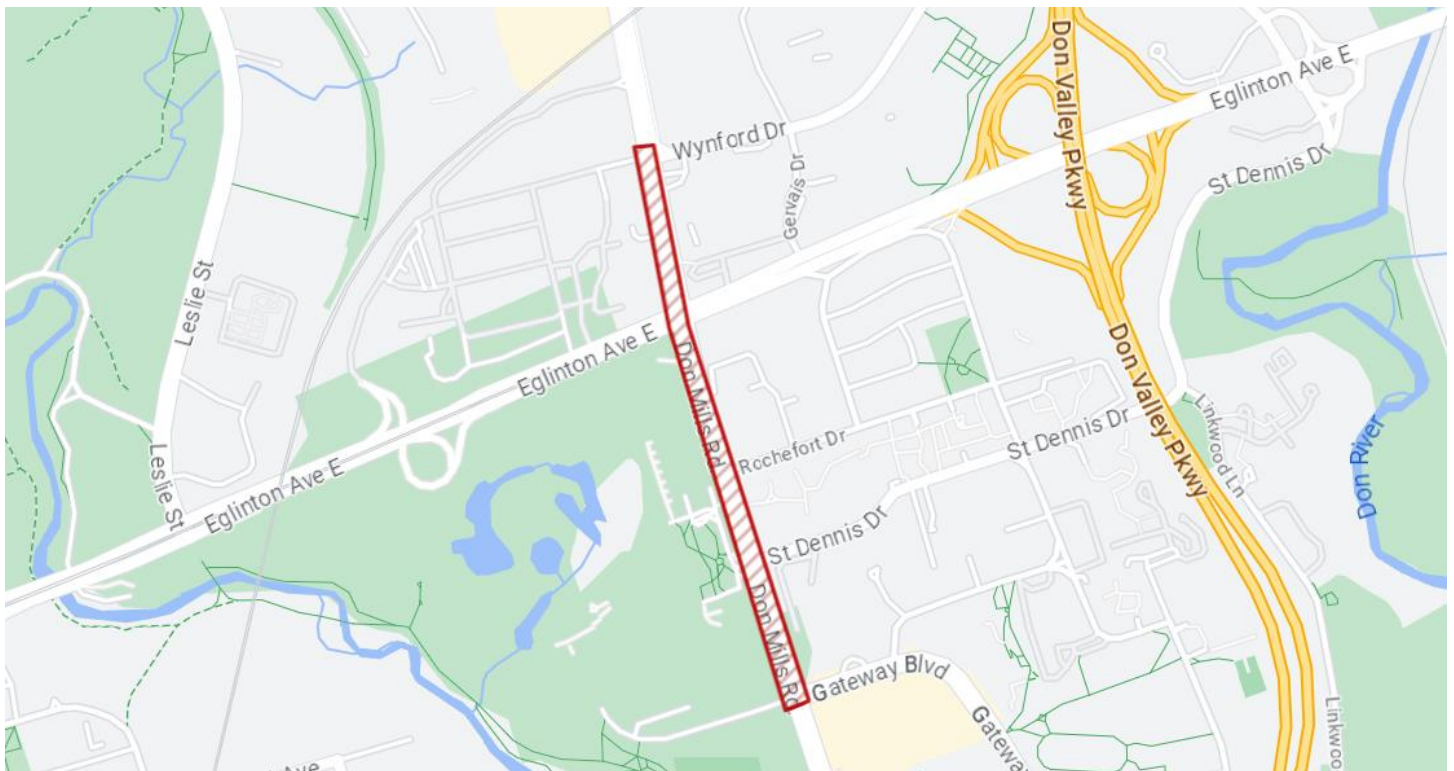 Don Valley Pkwy
Eglinton Ave E
Wynford Dr
Gervais Dr
St Dennis Dr
Leslie St
Eglinton Ave E
Don Mills Rd
Don Valley Pkwy
Linkwood Ln
St Dennis Dr
Rochefort Dr
Leslie St
Eglinton Ave E
Don River
St Dennis Dr
Don Mills Rd
Gateway Blvd
Gateway
Linkwoo
Ave